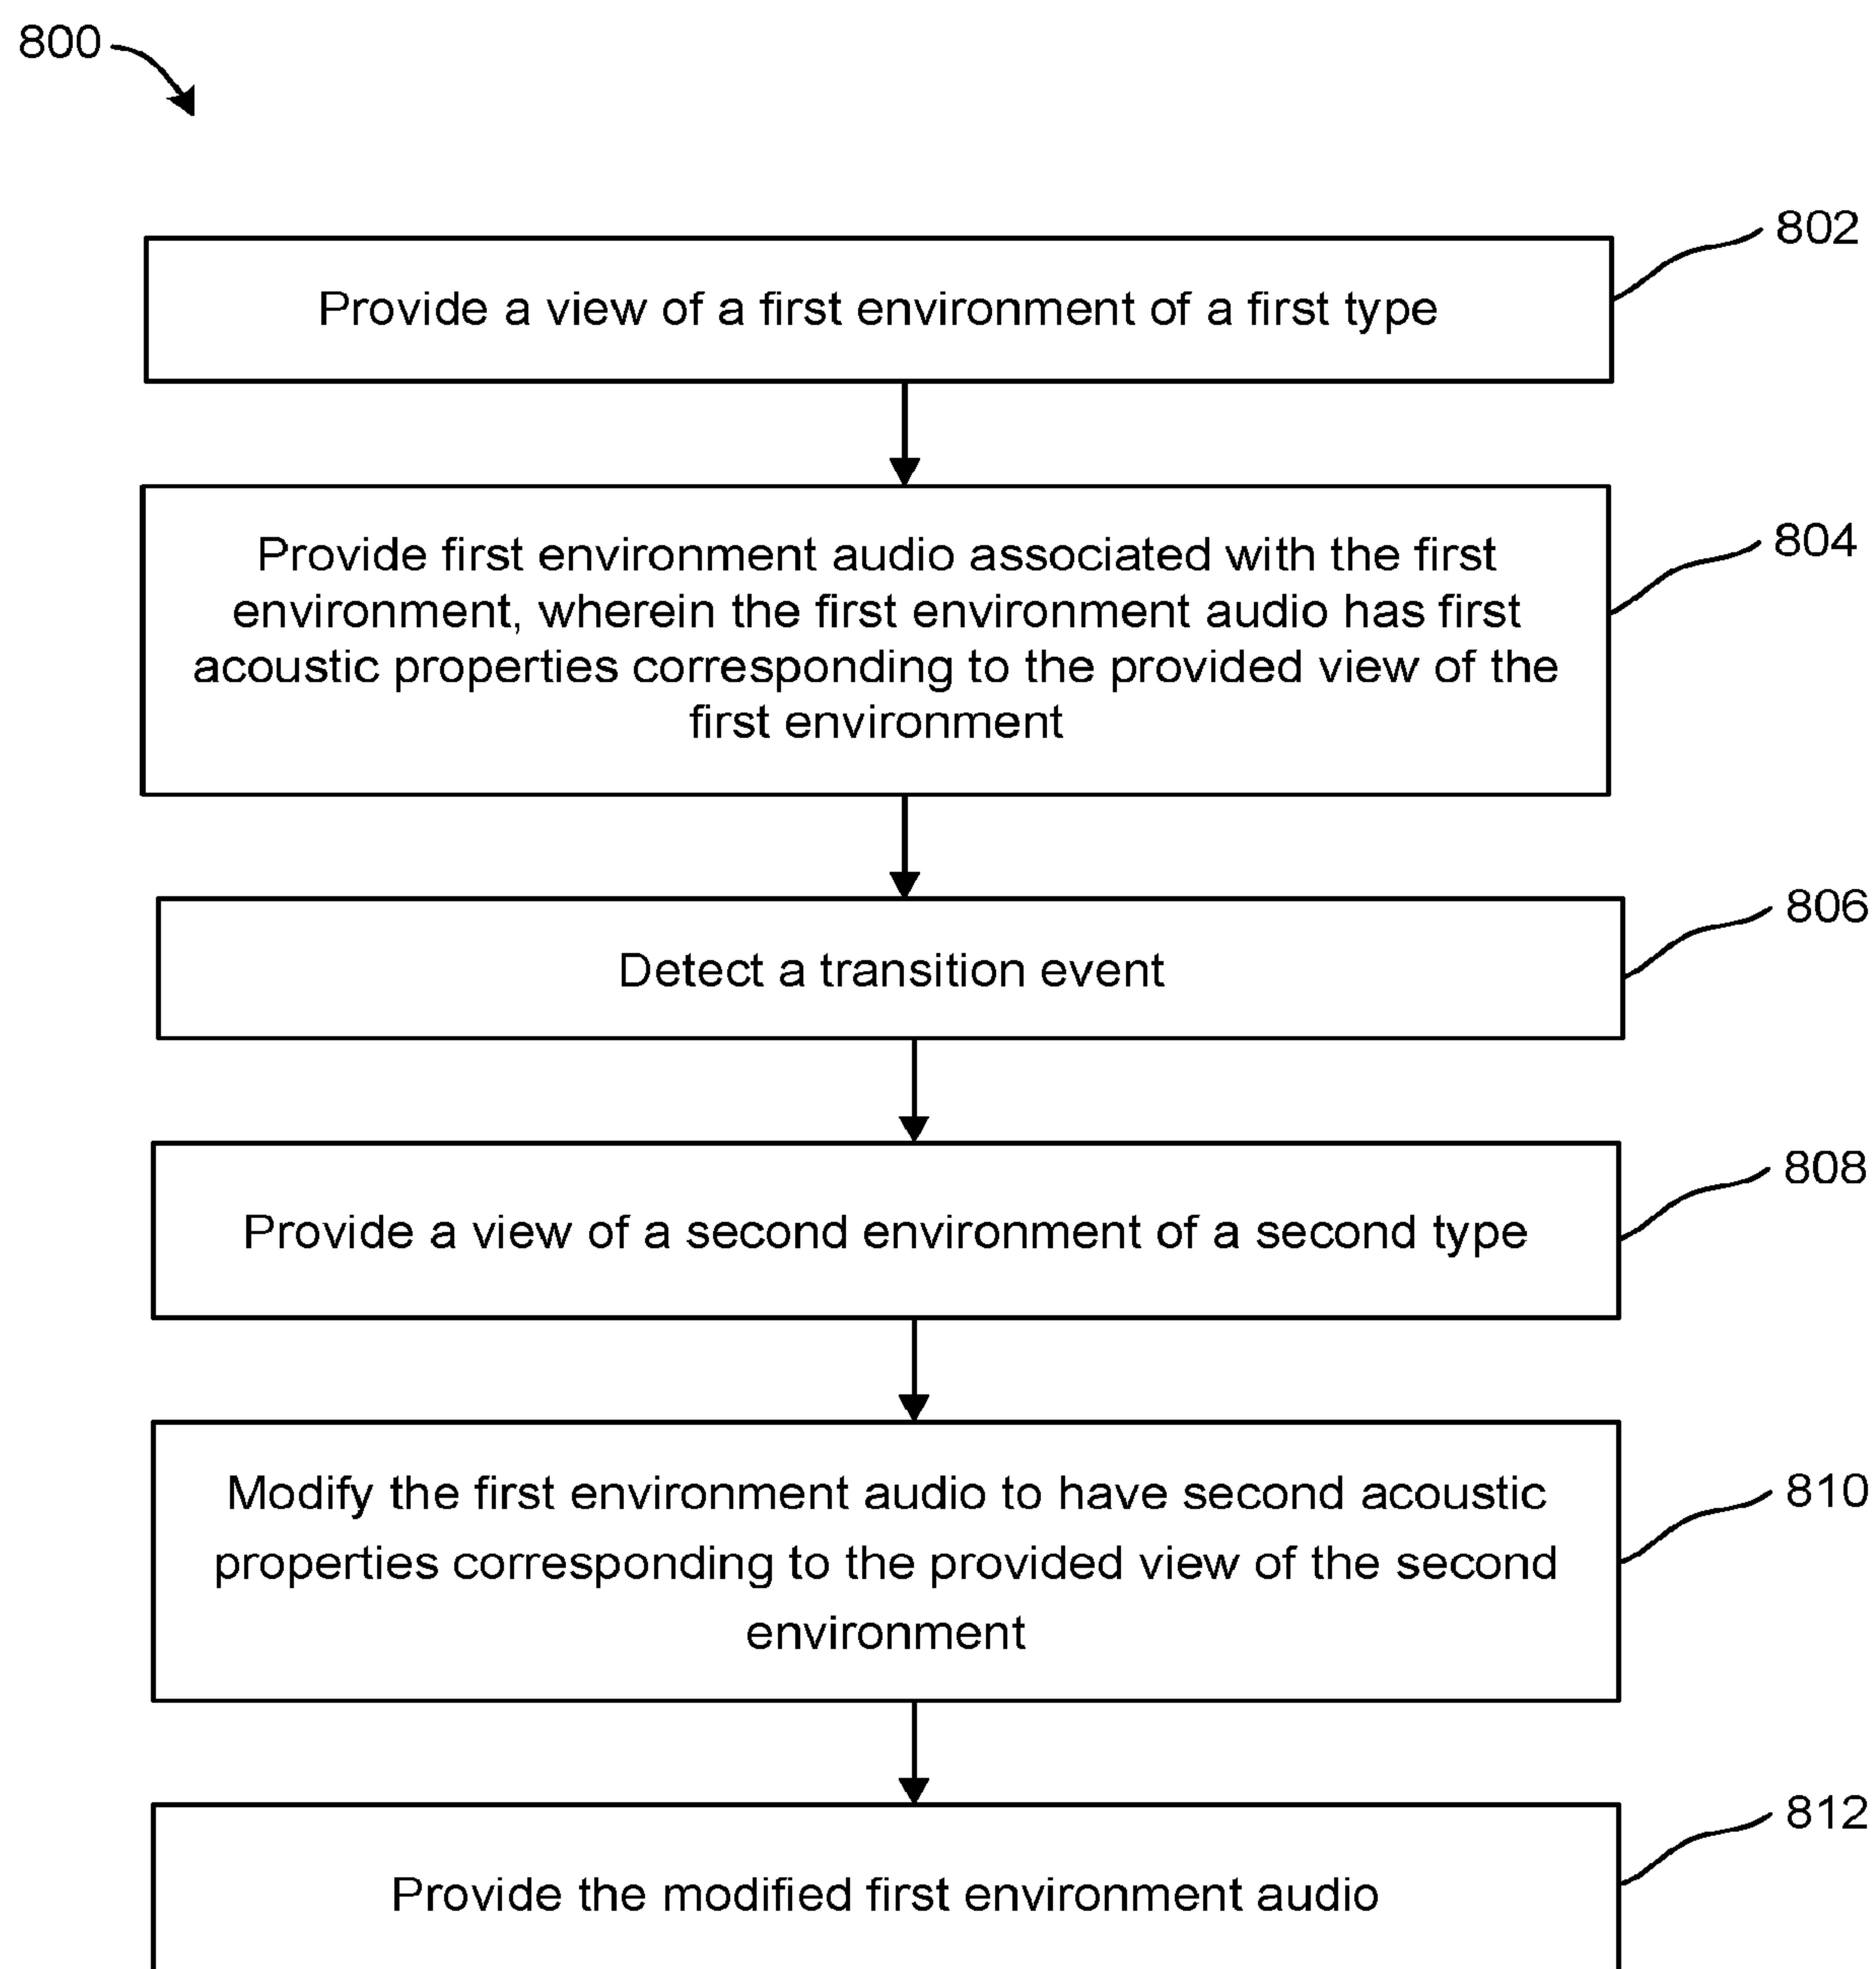 800
802
Provide a view of a first environment of a first type
804
Provide first environment audio associated with the first
environment, wherein the first environment audio has first
acoustic properties corresponding to the provided view of the
first environment
806
Detect a transition event
808
Provide a view of a second environment of a second type
810
Modify the first environment audio to have second acoustic
properties corresponding to the provided view of the second
environment
812
Provide the modified first environment audio